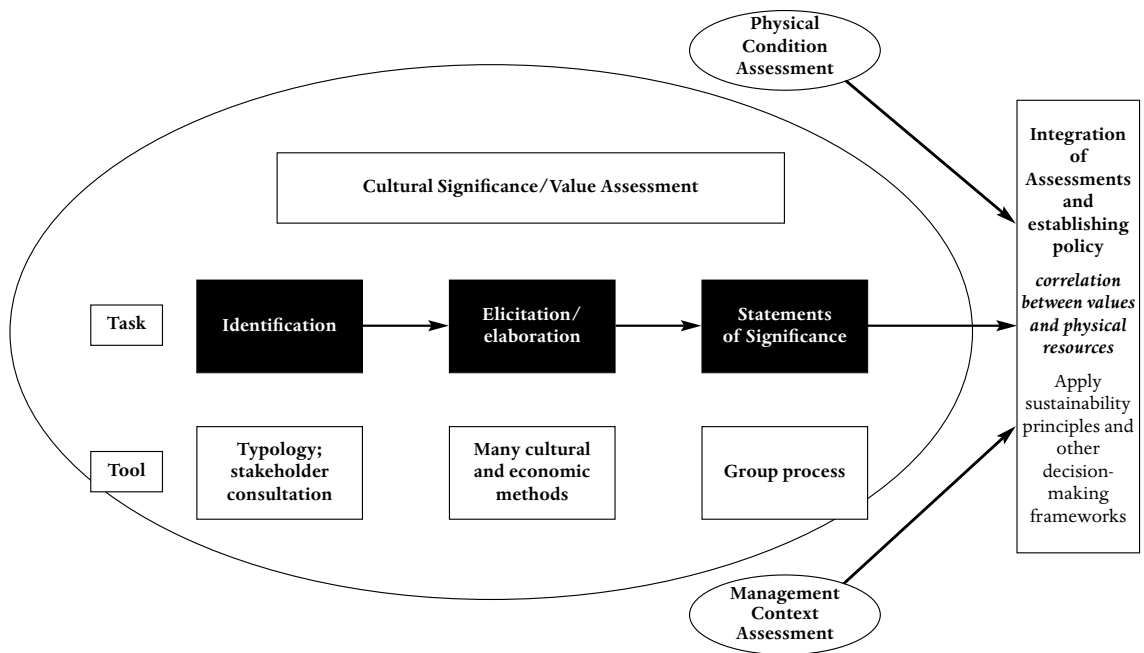 Physical
Condition
Assessment
Cultural Significance/Value Assessment
Task
Identification
Elicitation/
elaboration
Statements
of Significance
Tool
Typology;
stakeholder
consultation
Many cultural
and economic
methods
Group process
Management
Context
Assessment
Integration
of
Assessments
and
establishing
policy
correlation
between values
and physical
resources
Apply
sustainability
principles and
other
decision-
making
frameworks